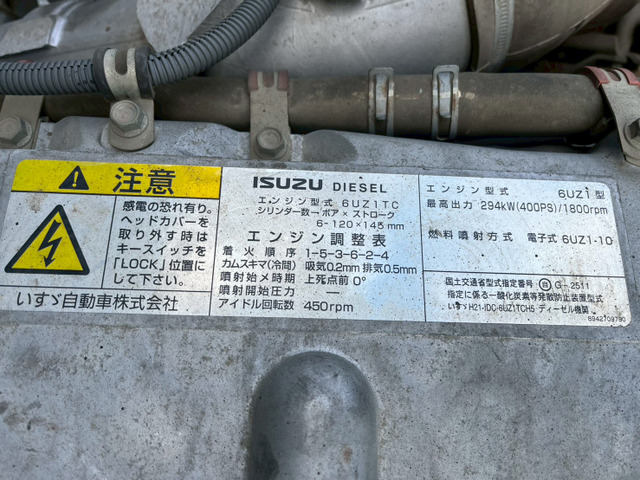 注意
感電の恐れ有り。
ヘッドカバーを
取り外す時は
キースイッチを
「LOCK」位置に
して下さい。
いすゞ自動車株式会社
ISUZU DIESEL
エンジン型式 6UZ1TC
シリンダー数-ボア×ストローク
6-120×145mm
エンジン調整表
着火順序 1-5-3-6-2-4
カムスキマ(冷間) 吸気0.2mm 排気0.5mm
噴射始メ時期 上死点前0°
噴射開始圧力 —
アイドル回転数 450rpm
エンジン型式 6UZ1型
最高出力 294kW(400PS)/1800rpm
燃料噴射方式 電子式 6UZ1-10
国土交通省型式指定番号 自 G-2511
指定に係る一酸化炭素等発散防止装置型式
いすゞH21-IDC-6UZ1TCH5 ディーゼル機関
8942109790